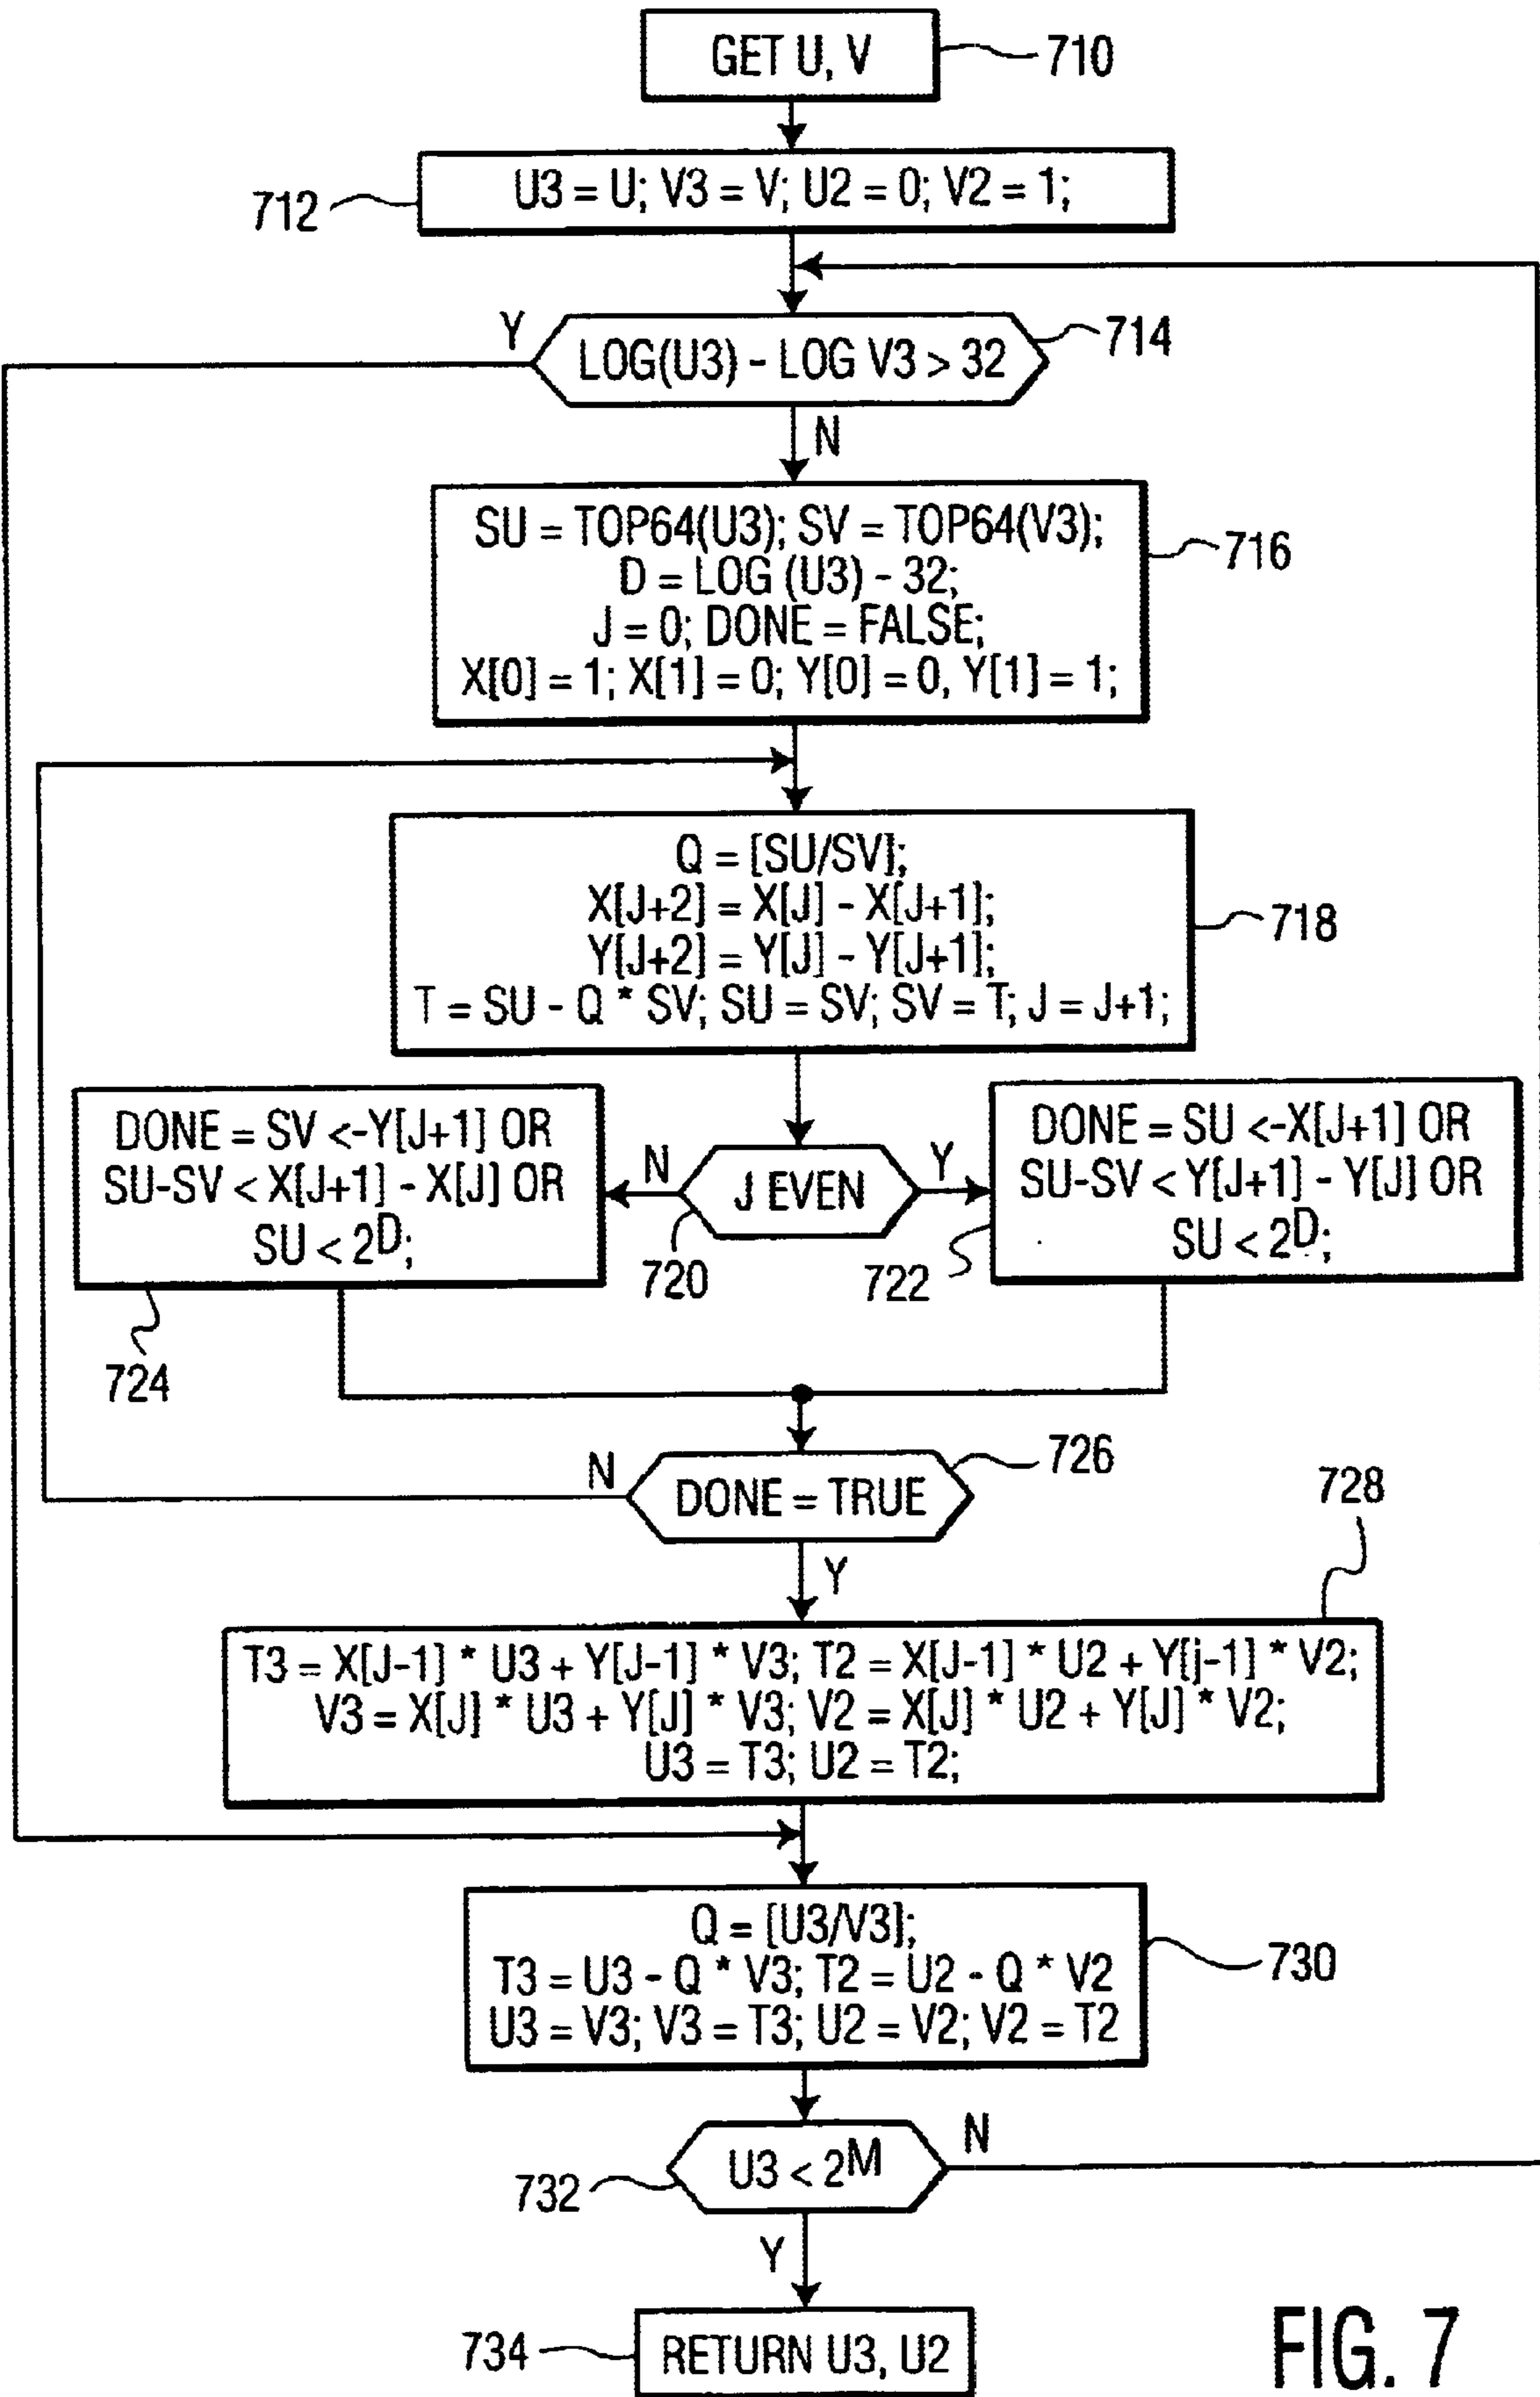 GET U, V
710
U3 = U; V3 = V; U2 = 0; V2 = 1;
712
Y
LOG(U3) - LOG V3 > 32
714
N
SU = TOP64(U3); SV = TOP64(V3);
D = LOG (U3) - 32;
J = 0; DONE = FALSE;
X[0] = 1; X[1] = 0; Y[0] = 0, Y[1] = 1;
716
Q = [SU/SV];
X[J+2] = X[J] - X[J+1];
Y[J+2] = Y[J] - Y[J+1];
T = SU - Q * SV; SU = SV; SV = T; J = J+1;
718
DONE = SV <-Y[J+1] OR
SU-SV < X[J+1] - X[J] OR
SU < 2^D;
724
N
J EVEN
Y
720
DONE = SU <-X[J+1] OR
SU-SV < Y[J+1] - Y[J] OR
SU < 2^D;
722
N
DONE = TRUE
726
Y
728
T3 = X[J-1] * U3 + Y[J-1] * V3; T2 = X[J-1] * U2 + Y[j-1] * V2;
V3 = X[J] * U3 + Y[J] * V3; V2 = X[J] * U2 + Y[J] * V2;
U3 = T3; U2 = T2;
Q = [U3/V3];
T3 = U3 - Q * V3; T2 = U2 - Q * V2
U3 = V3; V3 = T3; U2 = V2; V2 = T2
730
U3 < 2^M
N
732
Y
RETURN U3, U2
734
FIG. 7